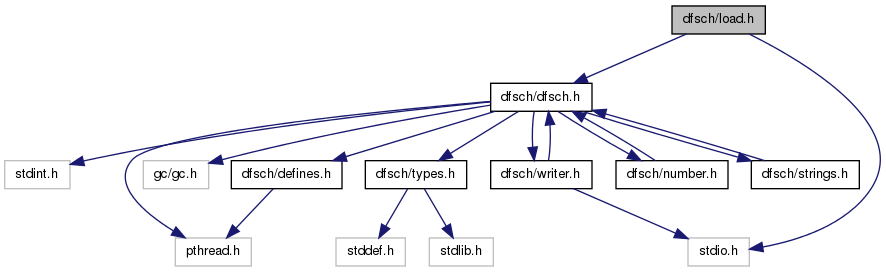 dfsch/load.h
dfsch/dfsch.h
stdint.h
gc/gc.h
dfsch/defines.h
dfsch/types.h
dfsch/writer.h
dfsch/number.h
dfsch/strings.h
pthread.h
stddef.h
stdlib.h
stdio.h